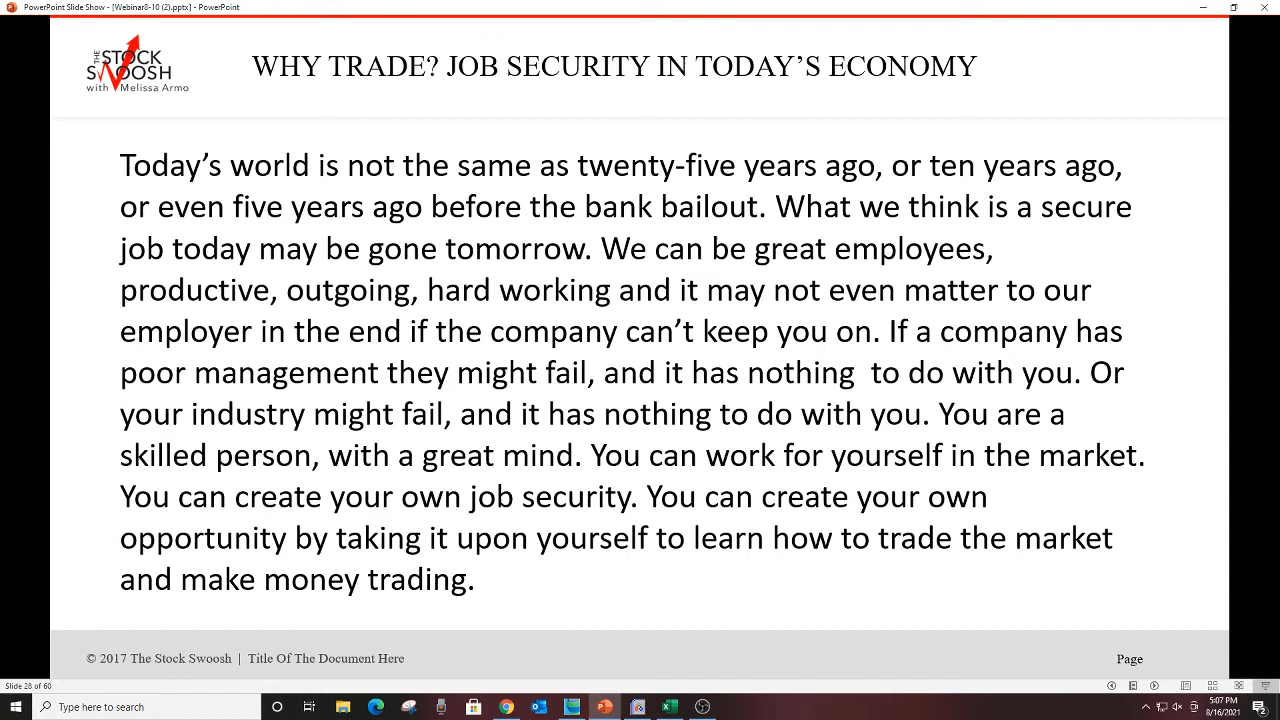 PowerPoint Slide Show - [Webinar8-10 (2).pptx] - PowerPoint
THE STOCK SWOOSH
with Melissa Armo
WHY TRADE? JOB SECURITY IN TODAY'S ECONOMY
Today's world is not the same as twenty-five years ago, or ten years ago,
or even five years ago before the bank bailout. What we think is a secure
job today may be gone tomorrow. We can be great employees,
productive, outgoing, hard working and it may not even matter to our
employer in the end if the company can't keep you on. If a company has
poor management they might fail, and it has nothing  to do with you. Or
your industry might fail, and it has nothing to do with you. You are a
skilled person, with a great mind. You can work for yourself in the market.
You can create your own job security. You can create your own
opportunity by taking it upon yourself to learn how to trade the market
and make money trading.
© 2017 The Stock Swoosh | Title Of The Document Here
Page
Slide 28 of 60
Type here to search
5:07 PM
8/16/2021
2